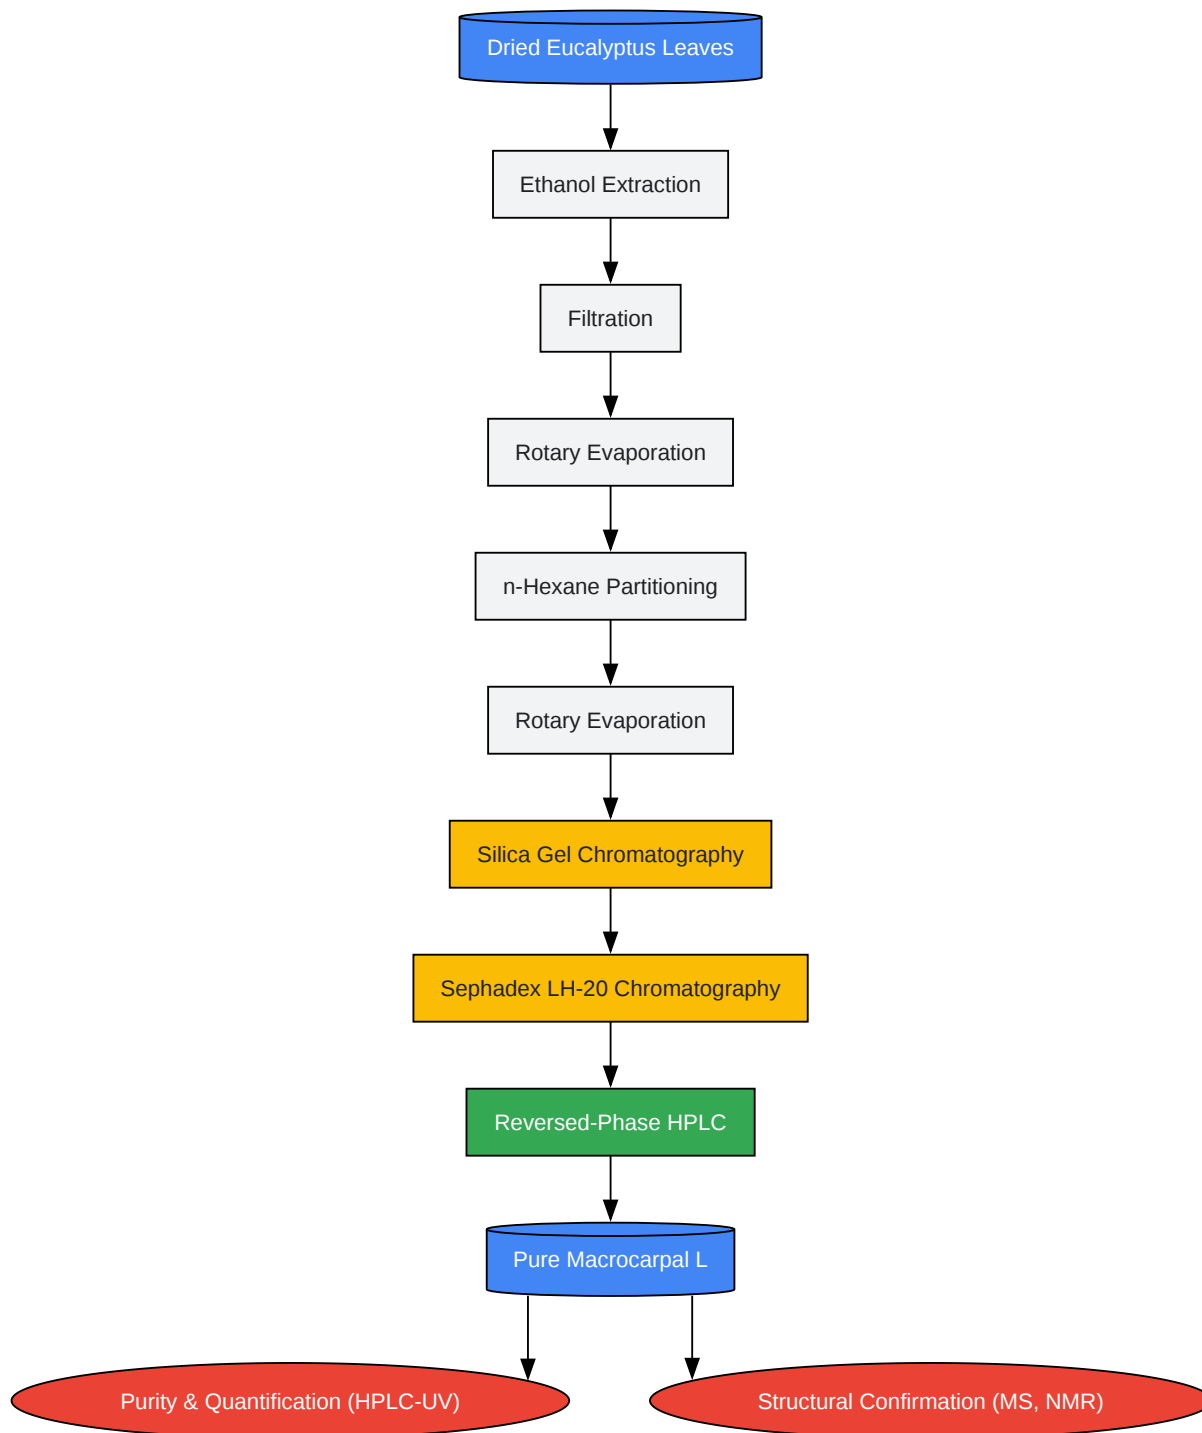 Dried Eucalyptus Leaves
Ethanol Extraction
Filtration
Rotary Evaporation
n-Hexane Partitioning
Rotary Evaporation
Silica Gel Chromatography
Sephadex LH-20 Chromatography
Reversed-Phase HPLC
Pure Macrocarpal L
Purity & Quantification (HPLC-UV)
Structural Confirmation (MS, NMR)